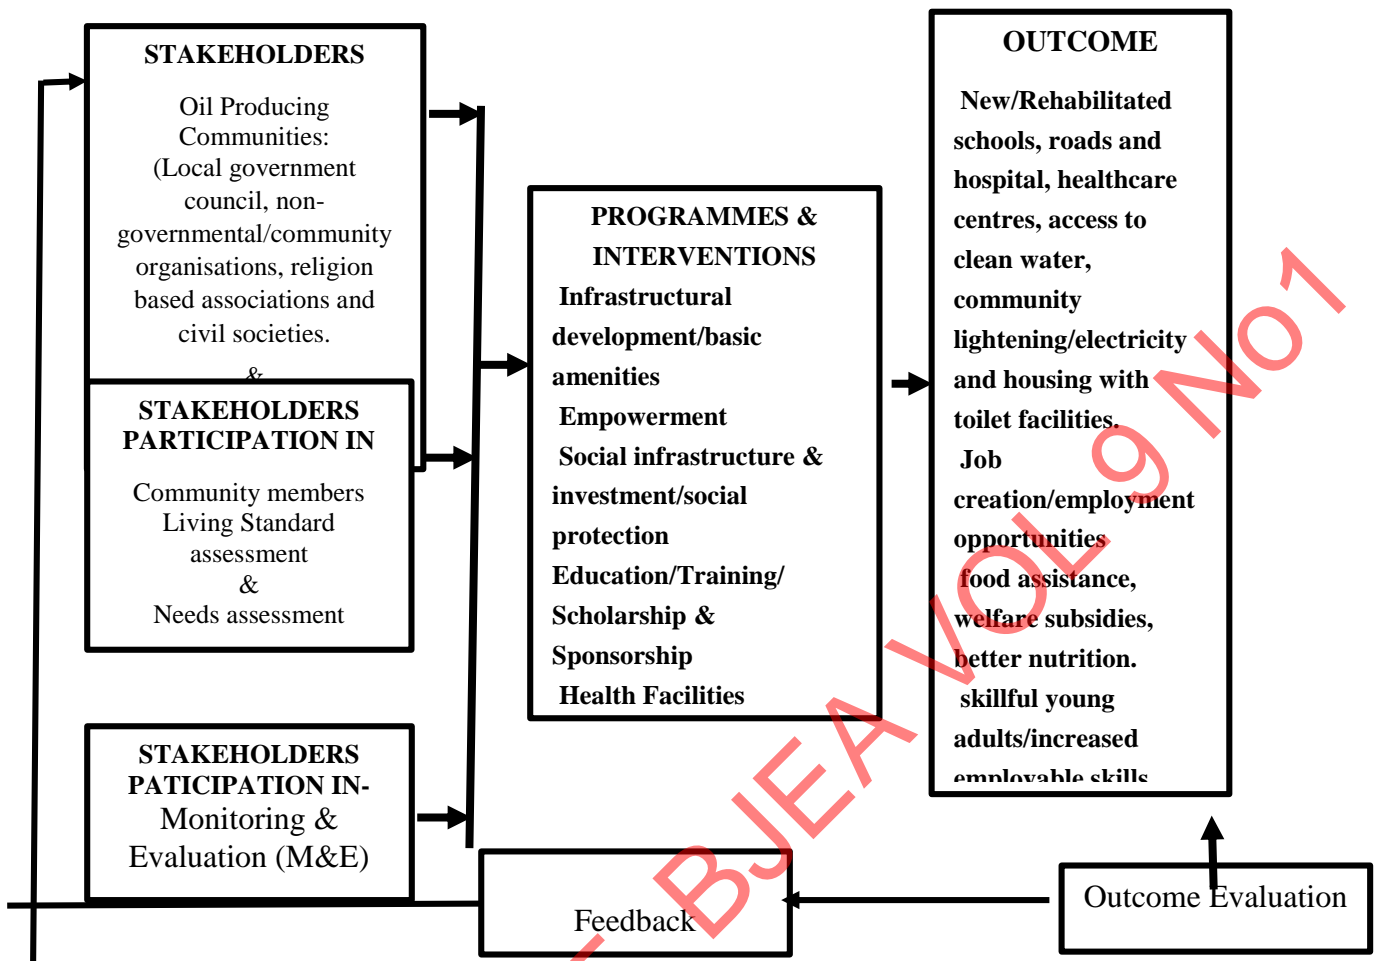 STAKEHOLDERS
Oil Producing
Communities:
(Local government
council, non-
governmental/community
organisations, religion
based associations and
civil societies.
&
STAKEHOLDERS
PARTICIPATION IN
Community members
Living Standard
assessment
&
Needs assessment
STAKEHOLDERS
PATICIPATION IN-
Monitoring &
Evaluation (M&E)
PROGRAMMES &
INTERVENTIONS
Infrastructural
development/basic
amenities
Empowerment
Social infrastructure &
investment/social
protection
Education/Training/
Scholarship &
Sponsorship
Health Facilities
OUTCOME
New/Rehabilitated
schools, roads and
hospital, healthcare
centres, access to
clean water,
community
lightening/electricity
and housing with
toilet facilities.
Job
creation/employment
opportunities
food assistance,
welfare subsidies,
better nutrition.
skillful young
adults/increased
employable skills
Feedback
Outcome Evaluation
BJEA VOL 9 No1